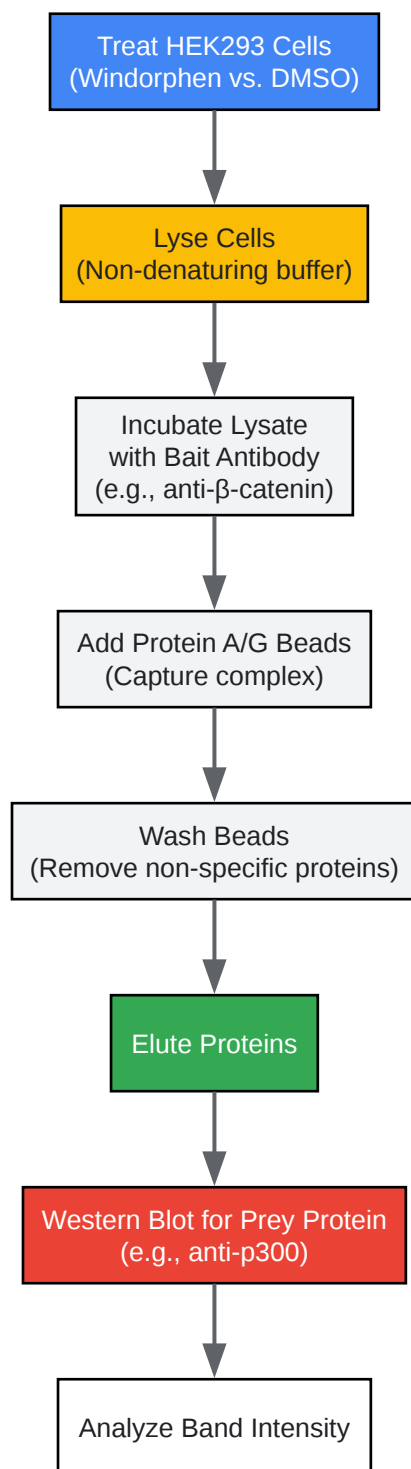 Treat HEK293 Cells
(Windorphen vs. DMSO)
Lyse Cells
(Non-denaturing buffer)
Incubate Lysate
with Bait Antibody
(e.g., anti-β-catenin)
Add Protein A/G Beads
(Capture complex)
Wash Beads
(Remove non-specific proteins)
Elute Proteins
Western Blot for Prey Protein
(e.g., anti-p300)
Analyze Band Intensity